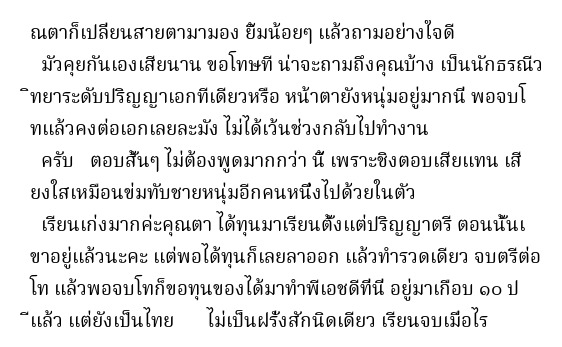 ณตาก็เปลี่ยนสายตามามอง ยิ้มน้อยๆ แล้วถามอย่างใจดี
มัวคุยกันเองเสียนาน ขอโทษที น่าจะถามถึงคุณบ้าง เป็นนักธรณีว
ิทยาระดับปริญญาเอกทีเดียวหรือ หน้าตายังหนุ่มอยู่มากนี่ พอจบโ
ทแล้วคงต่อเอกเลยละมัง ไม่ได้เว้นช่วงกลับไปทำงาน
ครับ ตอบสั้นๆ ไม่ต้องพูดมากกว่า นี้ เพราะชิงตอบเสียแทน เสี
ยงใสเหมือนข่มทับชายหนุ่มอีกคนหนึ่งไปด้วยในตัว
เรียนเก่งมากค่ะคุณตา ได้ทุนมาเรียนตั้งแต่ปริญญาตรี ตอนนั้นเ
ขาอยู่แล้วนะคะ แต่พอได้ทุนก็เลยลาออก แล้วทำรวดเดียว จบตรีต่อ
โท แล้วพอจบโทก็ขอทุนของได้มาทำพีเอชดีที่นี่ อยู่มาเกือบ ๑๐ ป
ีแล้ว แต่ยังเป็นไทย ไม่เป็นฝรั่งสักนิดเดียว เรียนจบเมื่อไร